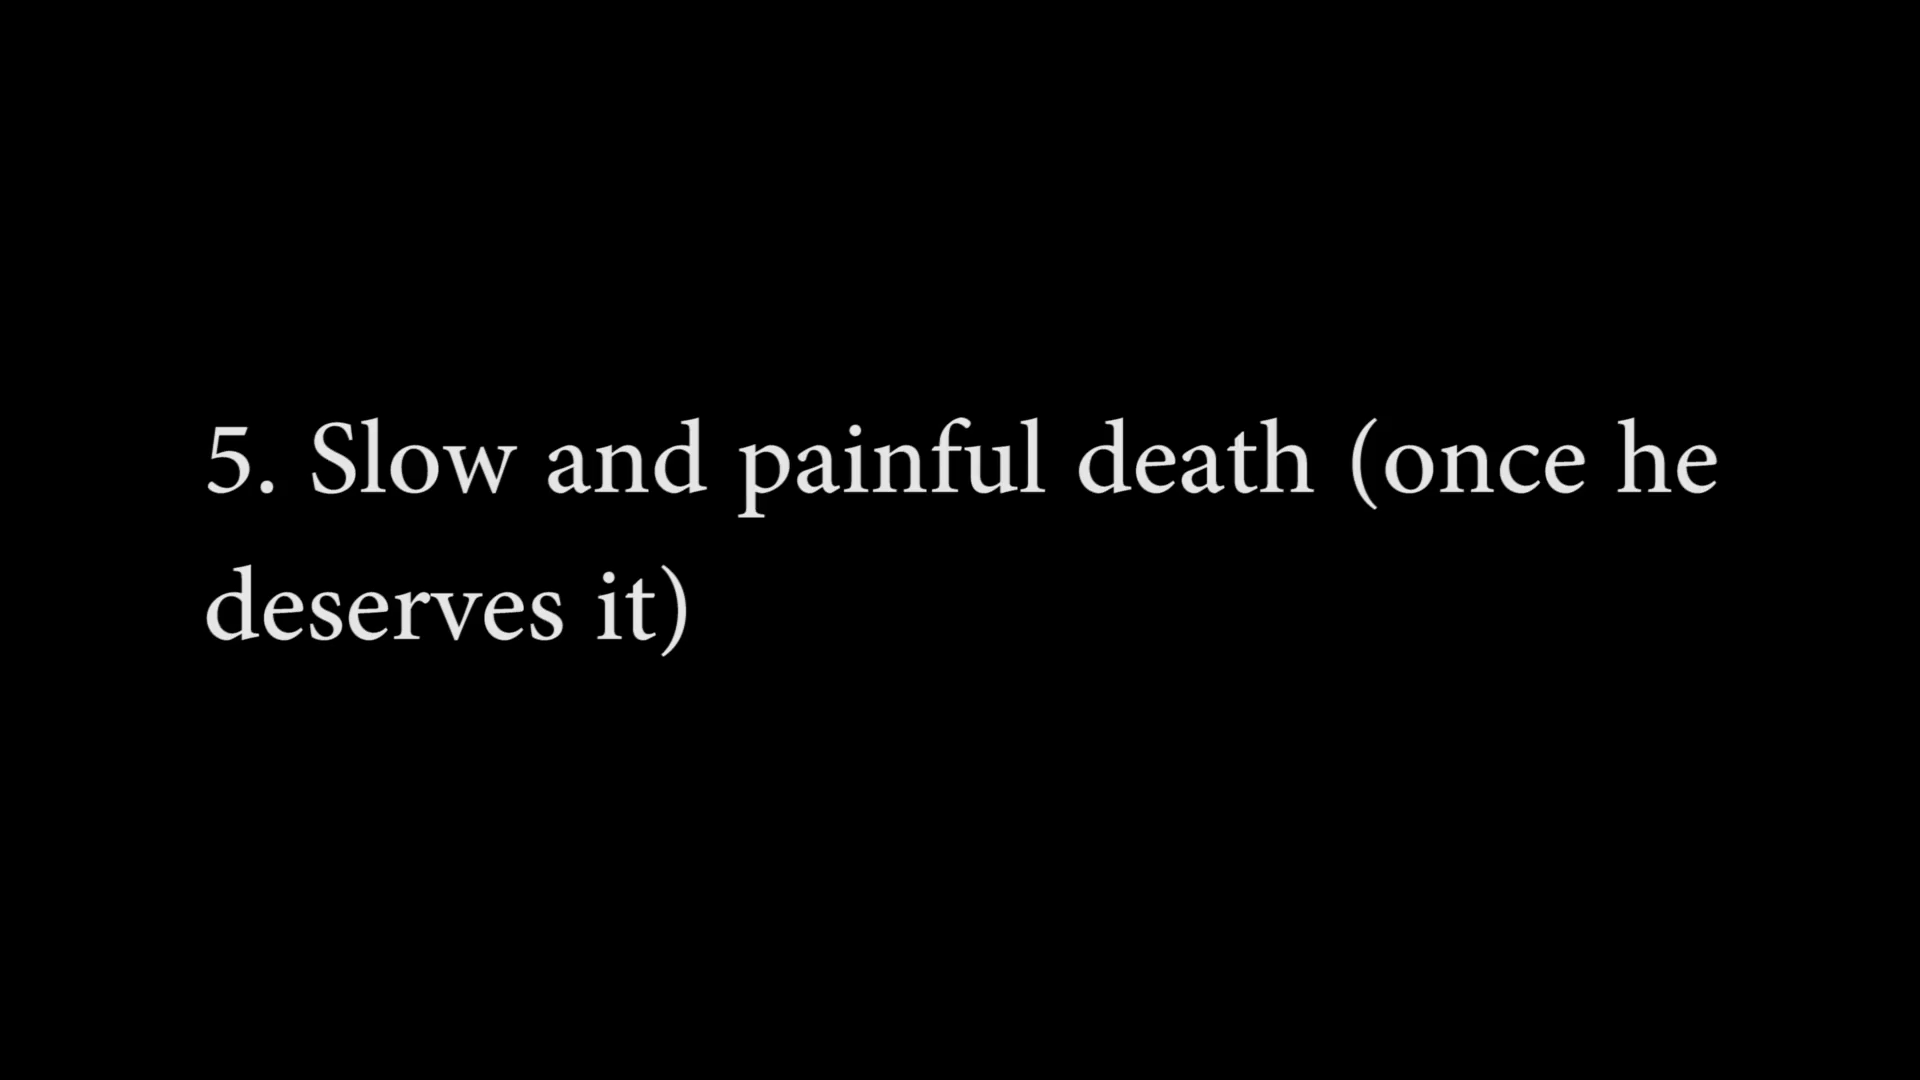 5. Slow and painful death (once he
deserves it)